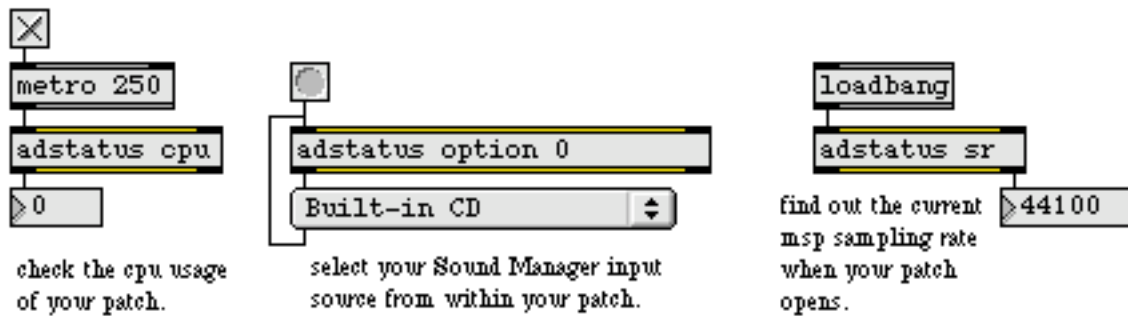 metro 250
adstatus cpu
0
check the cpu usage
of your patch.
adstatus option 0
Built-in CD
select your Sound Manager input
source from within your patch.
loadbang
adstatus sr
44100
find out the current
msp sampling rate
when your patch
opens.